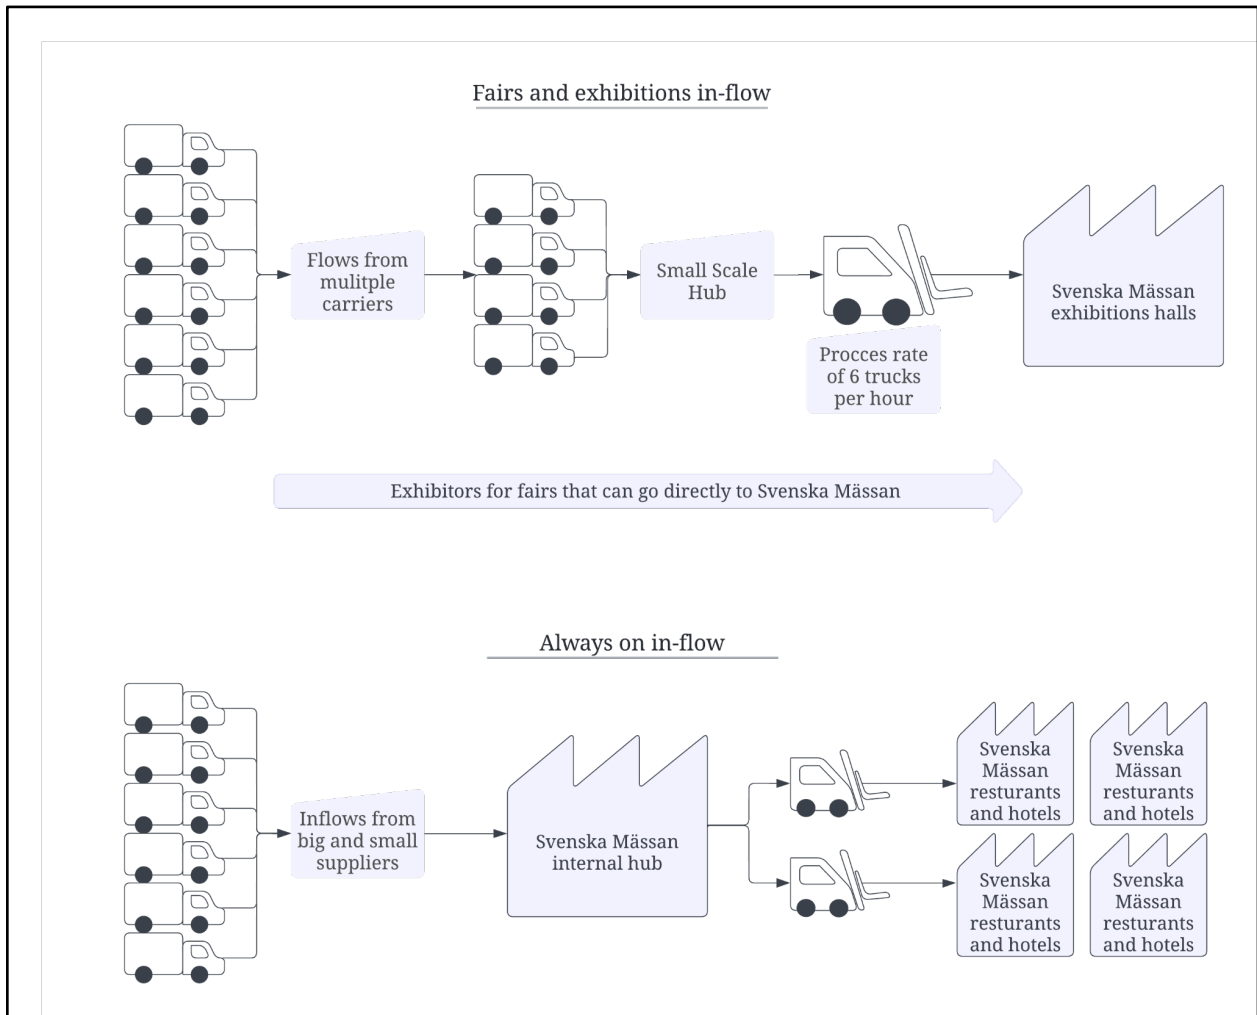 Fairs and exhibitions in-flow
Flows from
mulitple
carriers
Small Scale
Hub
Procces rate
of 6 trucks
per hour
Svenska Mässan
exhibitions halls
Exhibitors for fairs that can go directly to Svenska Mässan
Always on in-flow
Inflows from
big and small
suppliers
Svenska Mässan
internal hub
Svenska
Mässan
resturants
and hotels
Svenska
Mässan
resturants
and hotels
Svenska
Mässan
resturants
and hotels
Svenska
Mässan
resturants
and hotels